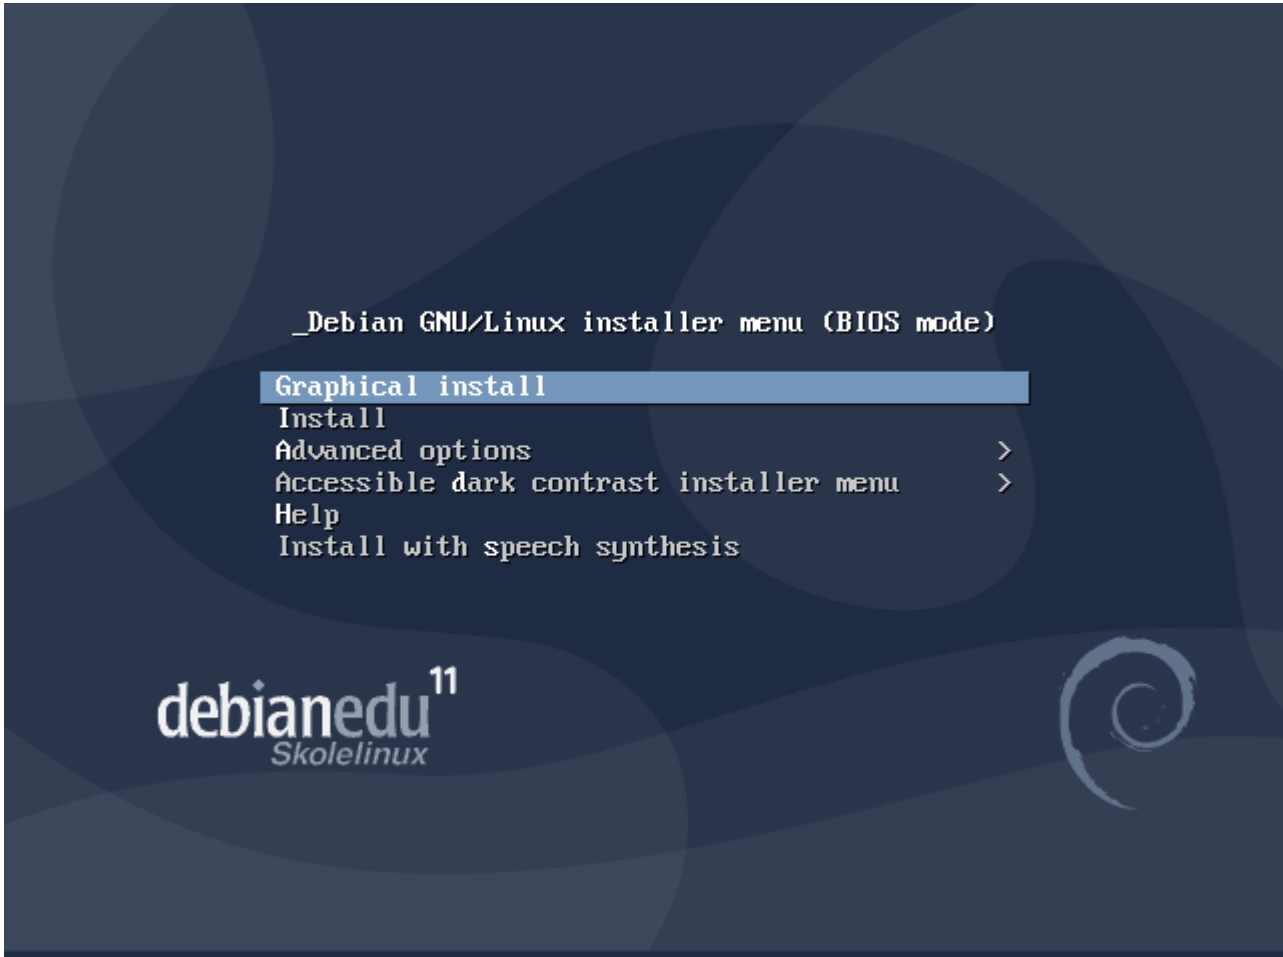 _Debian GNU/Linux installer menu (BIOS mode)
Graphical install
Install
Advanced options >
Accessible dark contrast installer menu >
Help
Install with speech synthesis
debianedu 11
Skolelinux